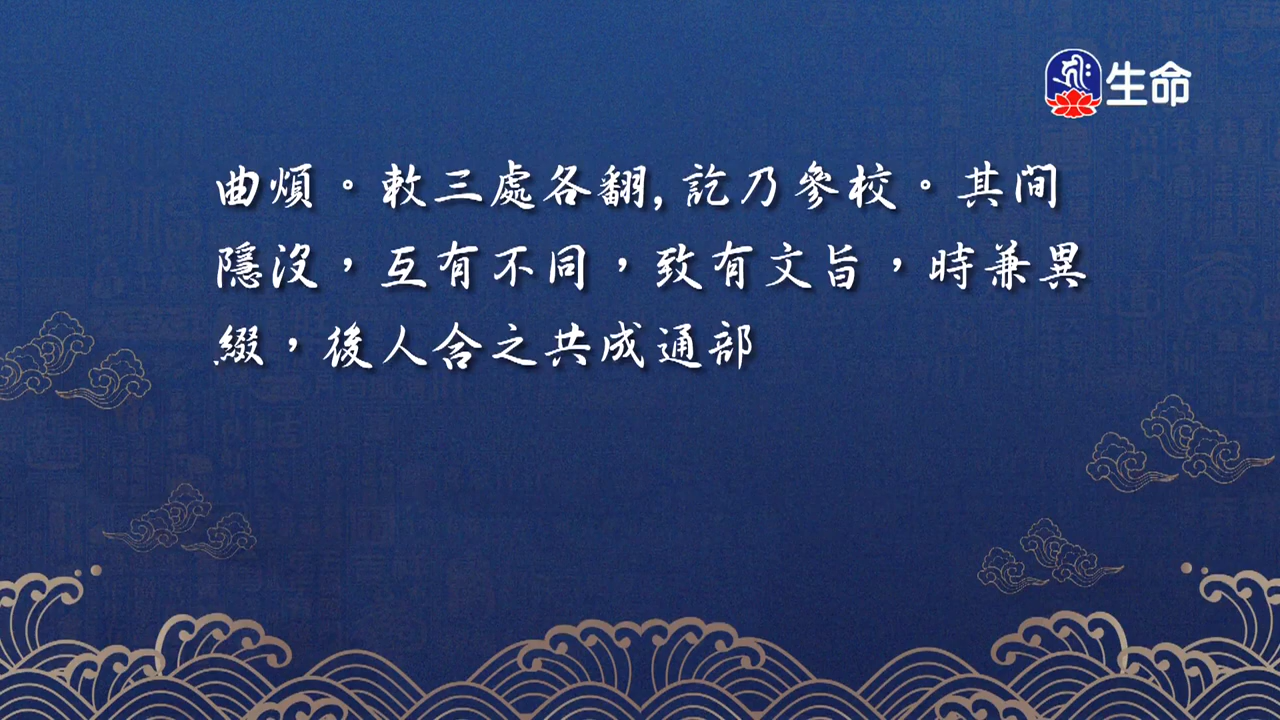 生命
曲煩。敕三處各翻,訖乃參校。其間
隱沒，互有不同，致有文旨，時兼異
綴，後人合之共成通部